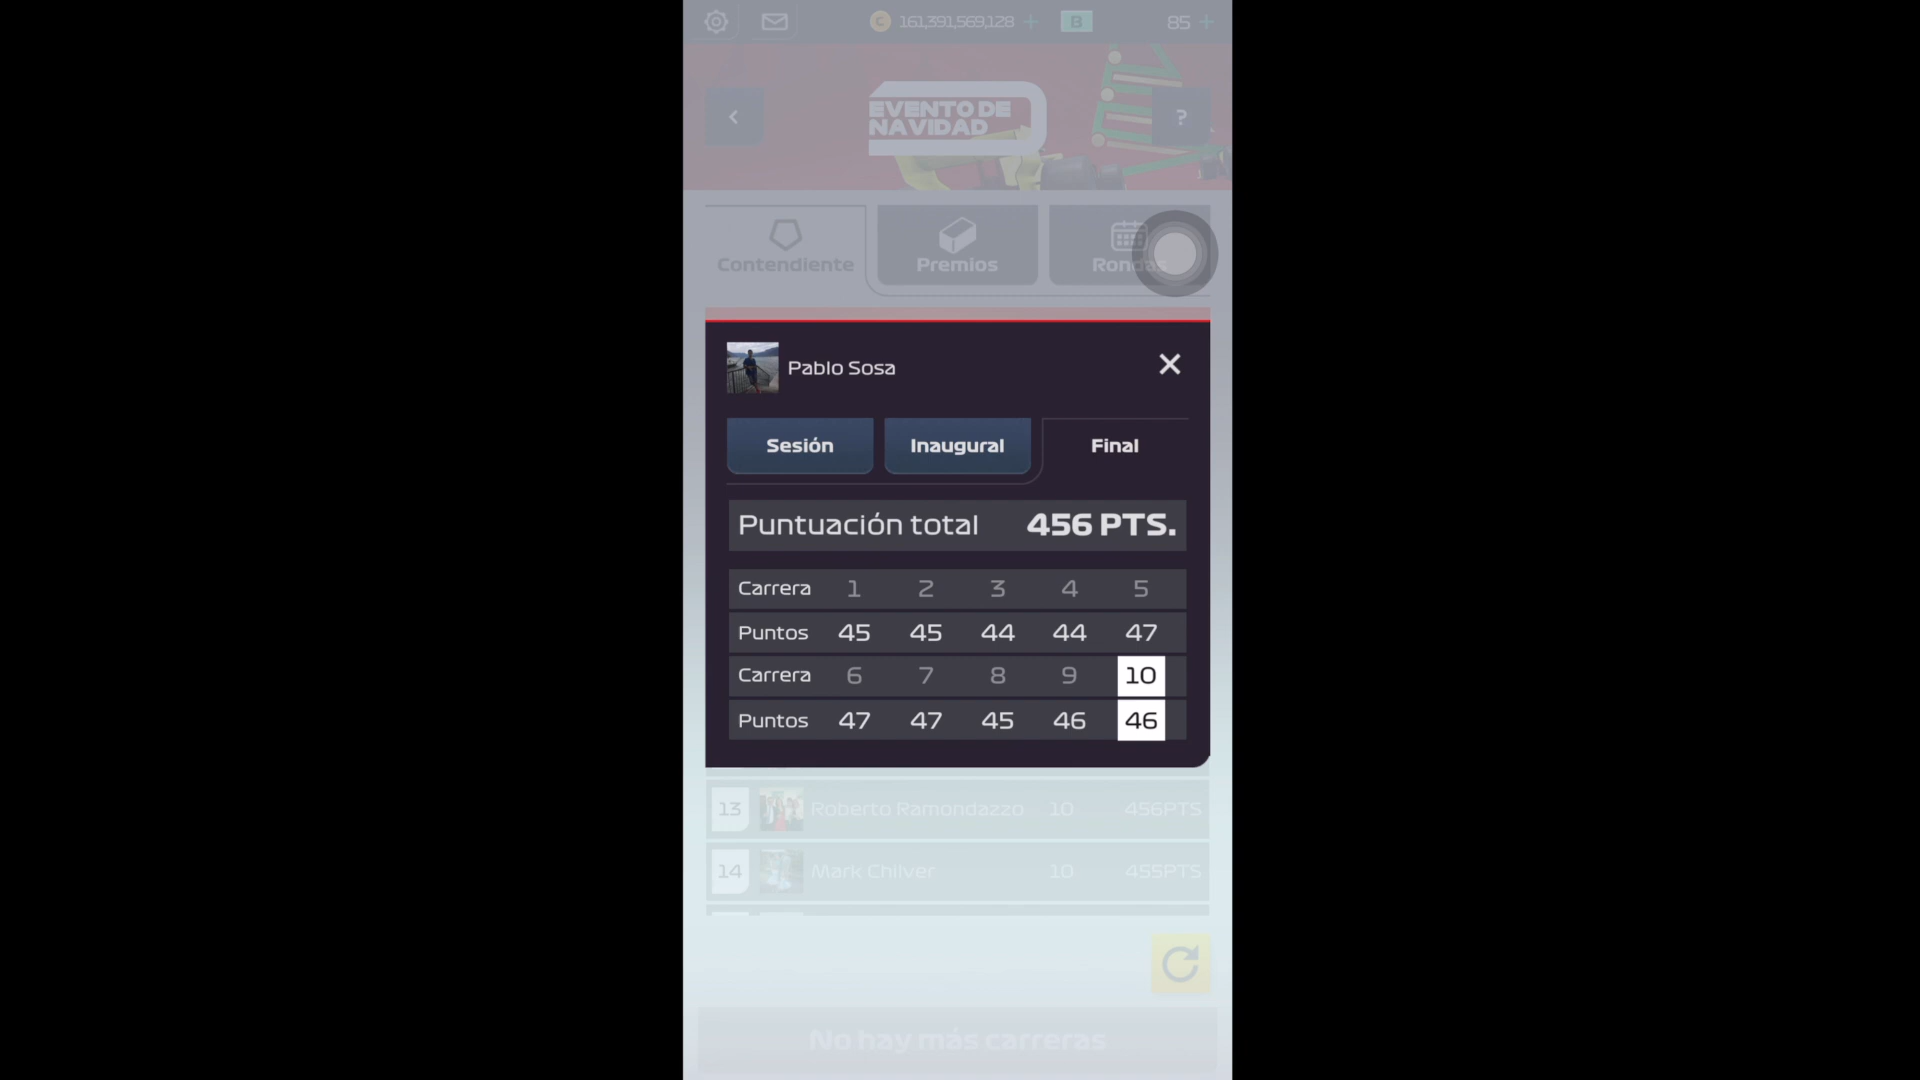 C 161,391,569,128 + B 85 +
EVENTO DE
NAVIDAD
?
Contendiente Premios Rondas
Pablo Sosa
Sesión Inaugural Final
Puntuación total 456 PTS.
Carrera 1 2 3 4 5
Puntos 45 45 44 44 47
Carrera 6 7 8 9 10
Puntos 47 47 45 46 46
13 Roberto Ramondazzo 10 456PTS
14 Mark Chilver 10 455PTS
No hay más carreras